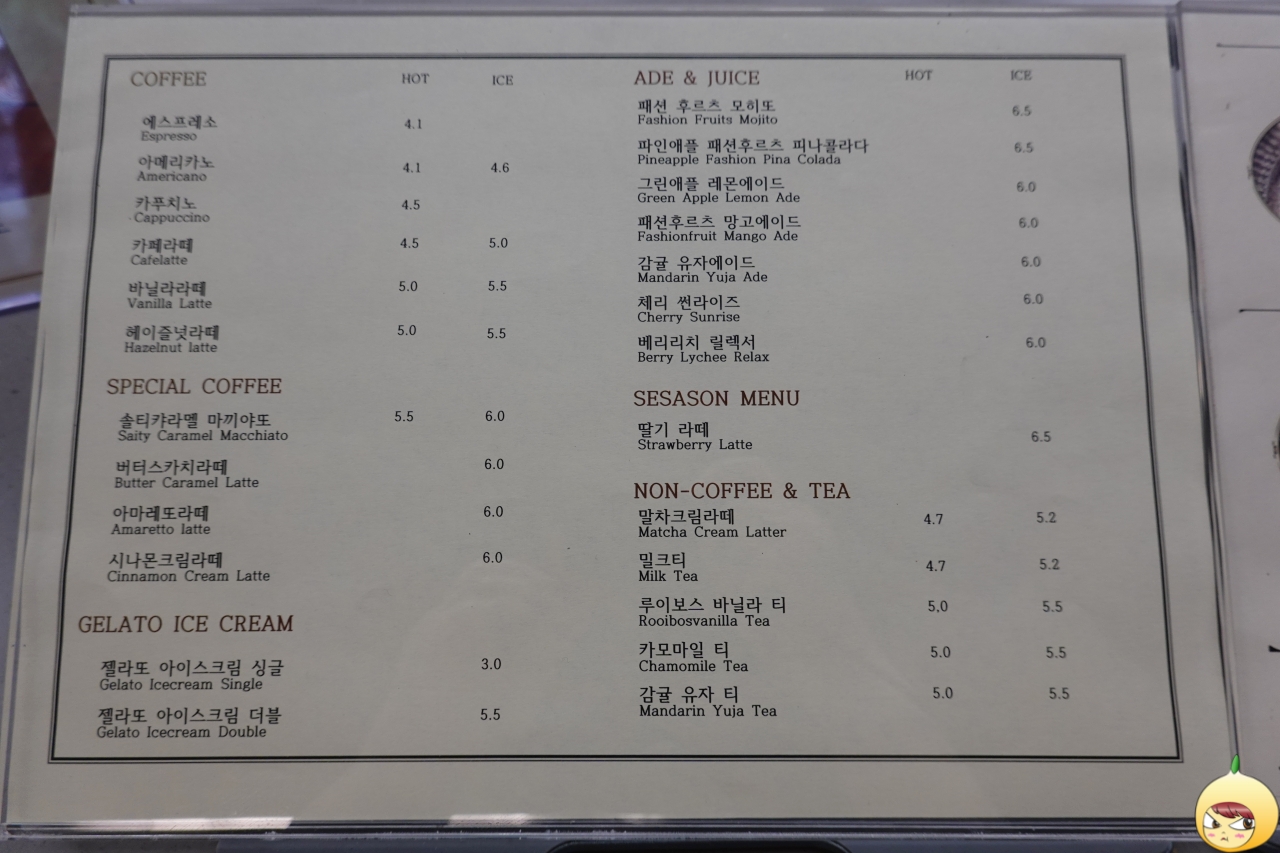 COFFEE HOT ICE
에스프레소
Espresso 4.1
아메리카노
Americano 4.1 4.6
카푸치노
Cappuccino 4.5
카페라떼
Cafelatte 4.5 5.0
바닐라라떼
Vanilla Latte 5.0 5.5
헤이즐넛라떼
Hazelnut latte 5.0 5.5
SPECIAL COFFEE
솔티캬라멜 마끼야또
Saity Caramel Macchiato 5.5 6.0
버터스카치라떼
Butter Caramel Latte 6.0
아마레또라떼
Amaretto latte 6.0
시나몬크림라떼
Cinnamon Cream Latte 6.0
GELATO ICE CREAM
젤라또 아이스크림 싱글
Gelato Icecream Single 3.0
젤라또 아이스크림 더블
Gelato Icecream Double 5.5
ADE & JUICE HOT ICE
패션 후르츠 모히또
Fashion Fruits Mojito 6.5
파인애플 패션후르츠 피나콜라다
Pineapple Fashion Pina Colada 6.5
그린애플 레몬에이드
Green Apple Lemon Ade 6.0
패션후르츠 망고에이드
Fashionfruit Mango Ade 6.0
감귤 유자에이드
Mandarin Yuja Ade 6.0
체리 썬라이즈
Cherry Sunrise 6.0
베리리치 릴렉서
Berry Lychee Relax 6.0
SESASON MENU
딸기 라떼
Strawberry Latte 6.5
NON-COFFEE & TEA
말차크림라떼
Matcha Cream Latter 4.7 5.2
밀크티
Milk Tea 4.7 5.2
루이보스 바닐라 티
Rooibosvanilla Tea 5.0 5.5
카모마일 티
Chamomile Tea 5.0 5.5
감귤 유자 티
Mandarin Yuja Tea 5.0 5.5